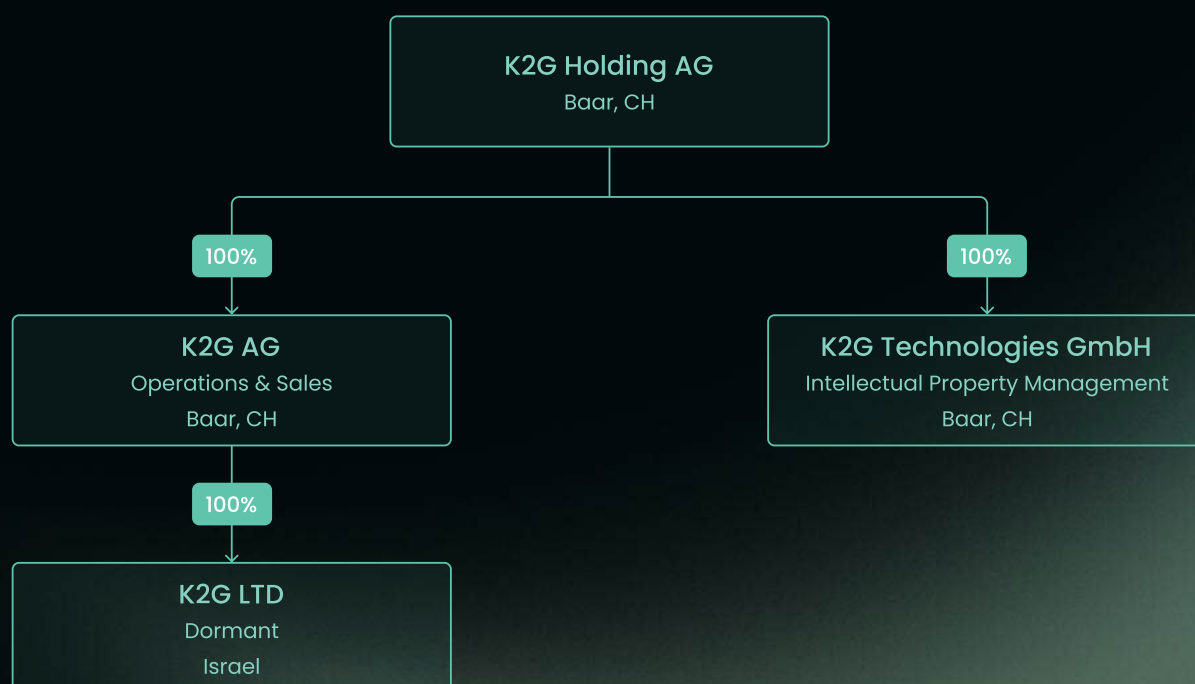 K2G Holding AG
Baar, CH
100%
100%
K2G AG
Operations & Sales
Baar, CH
K2G Technologies GmbH
Intellectual Property Management
Baar, CH
100%
K2G LTD
Dormant
Israel